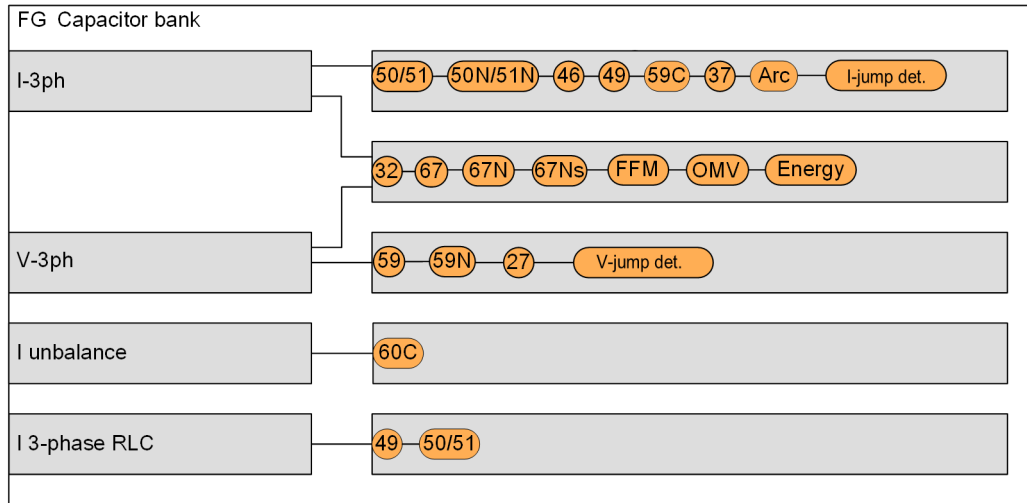 FG Capacitor bank
I-3ph
50/51 50N/51N 46 49 59C 37 Arc I-jump det.
32 67 67N 67Ns FFM OMV Energy
V-3ph
59 59N 27 V-jump det.
I unbalance
60C
I 3-phase RLC
49 50/51